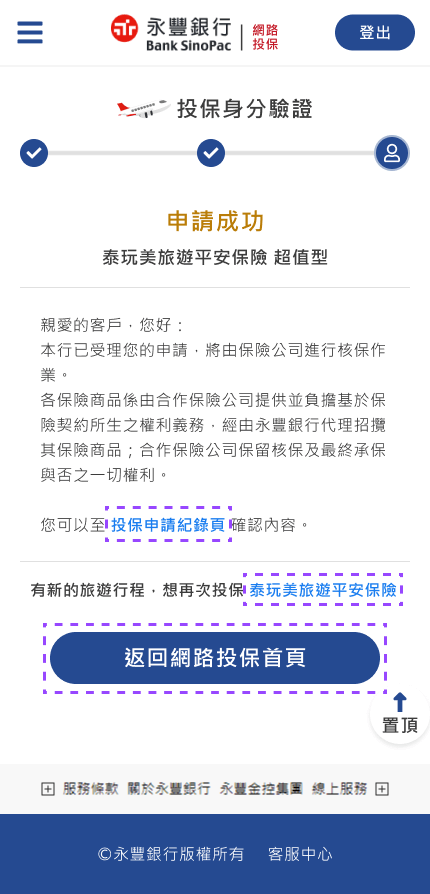 永豐銀行
Bank SinoPac
網路
投保
登出
投保身分驗證
申請成功
泰玩美旅遊平安保險 超值型
親愛的客戶，您好：
本行已受理您的申請，將由保險公司進行核保作
業。
各保險商品係由合作保險公司提供並負擔基於保
險契約所生之權利義務，經由永豐銀行代理招攬
其保險商品；合作保險公司保留核保及最終承保
與否之一切權利。
您可以至 投保申請紀錄頁 確認內容。
有新的旅遊行程，想再次投保 泰玩美旅遊平安保險
返回網路投保首頁
置頂
服務條款 關於永豐銀行 永豐金控集團 線上服務
©永豐銀行版權所有 客服中心